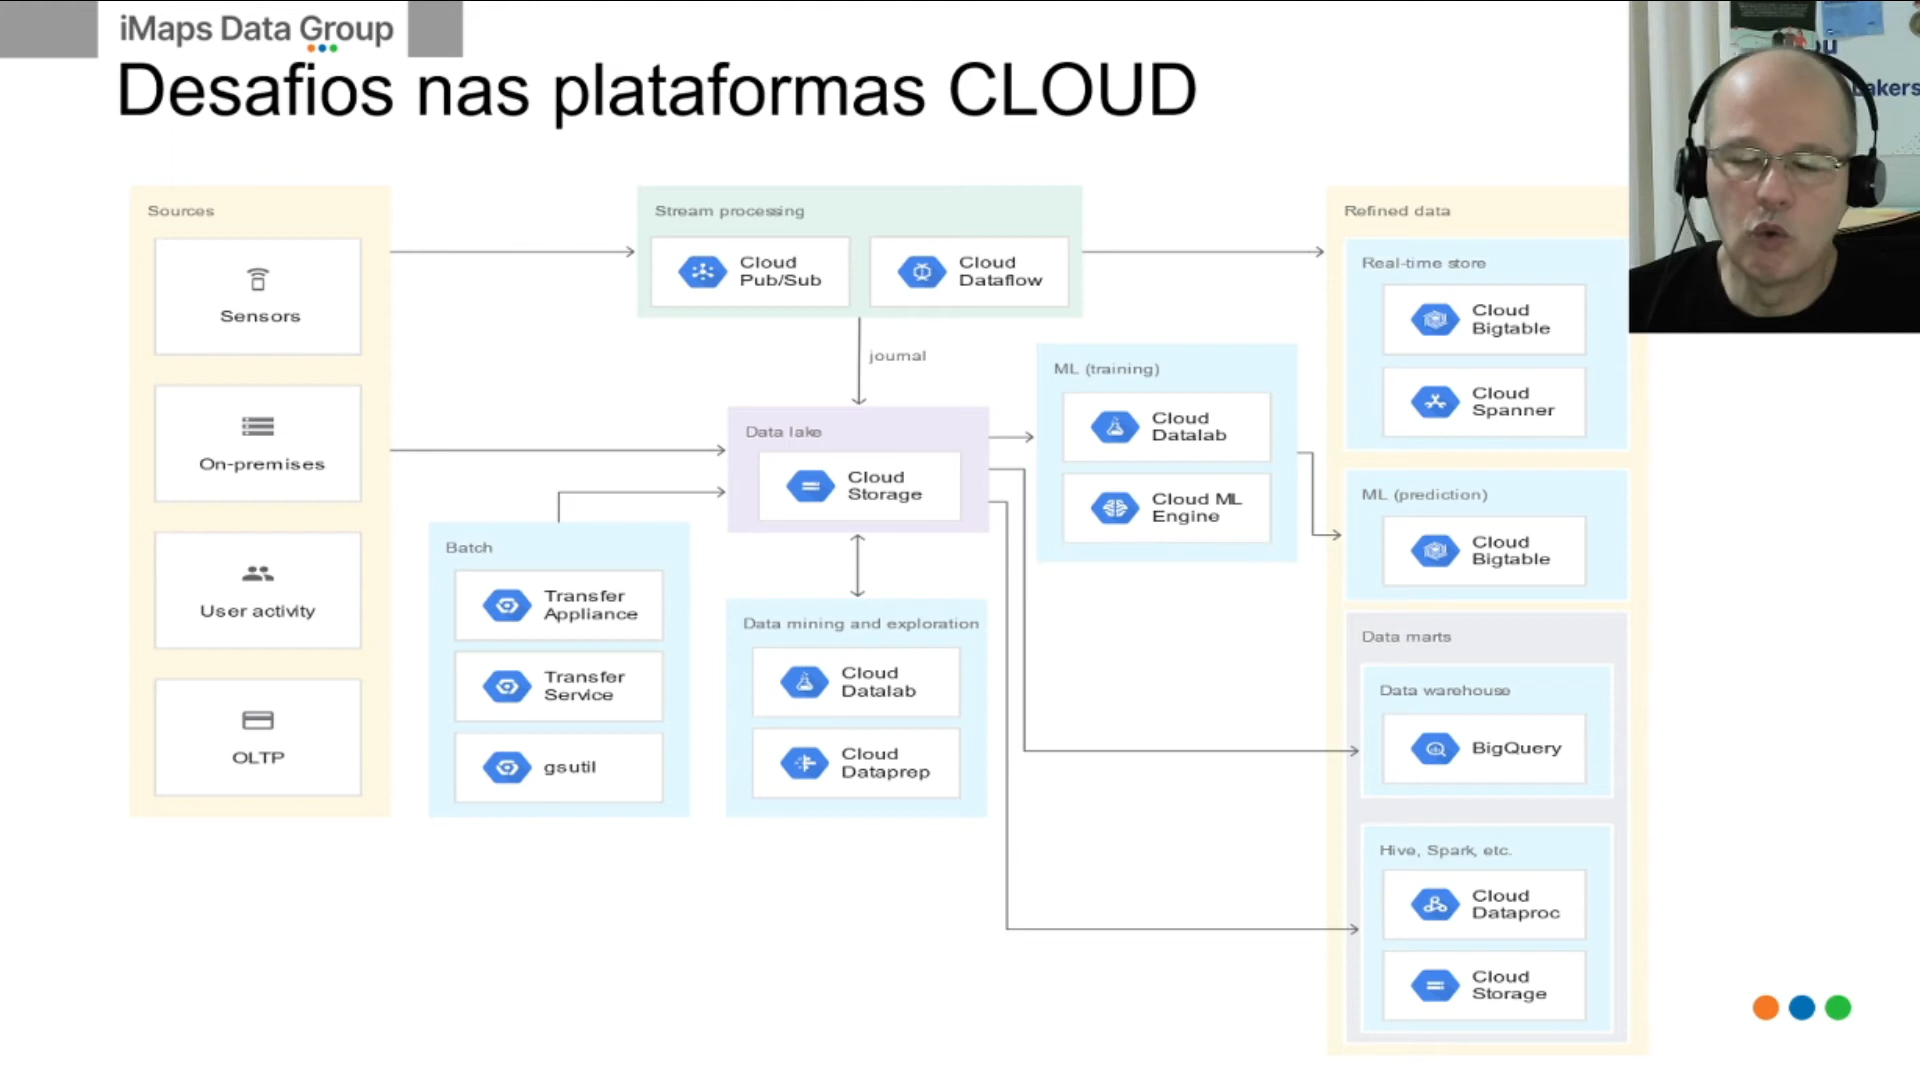 iMaps Data Group
Desafios nas plataformas CLOUD
Sources
Sensors
On-premises
User activity
OLTP
Stream processing
Cloud
Pub/Sub
Cloud
Dataflow
journal
Data lake
Cloud
Storage
Batch
Transfer
Appliance
Transfer
Service
gsutil
Data mining and exploration
Cloud
Datalab
Cloud
Dataprep
ML (training)
Cloud
Datalab
Cloud ML
Engine
Refined data
Real-time store
Cloud
Bigtable
Cloud
Spanner
ML (prediction)
Cloud
Bigtable
Data marts
Data warehouse
BigQuery
Hive, Spark, etc.
Cloud
Dataproc
Cloud
Storage